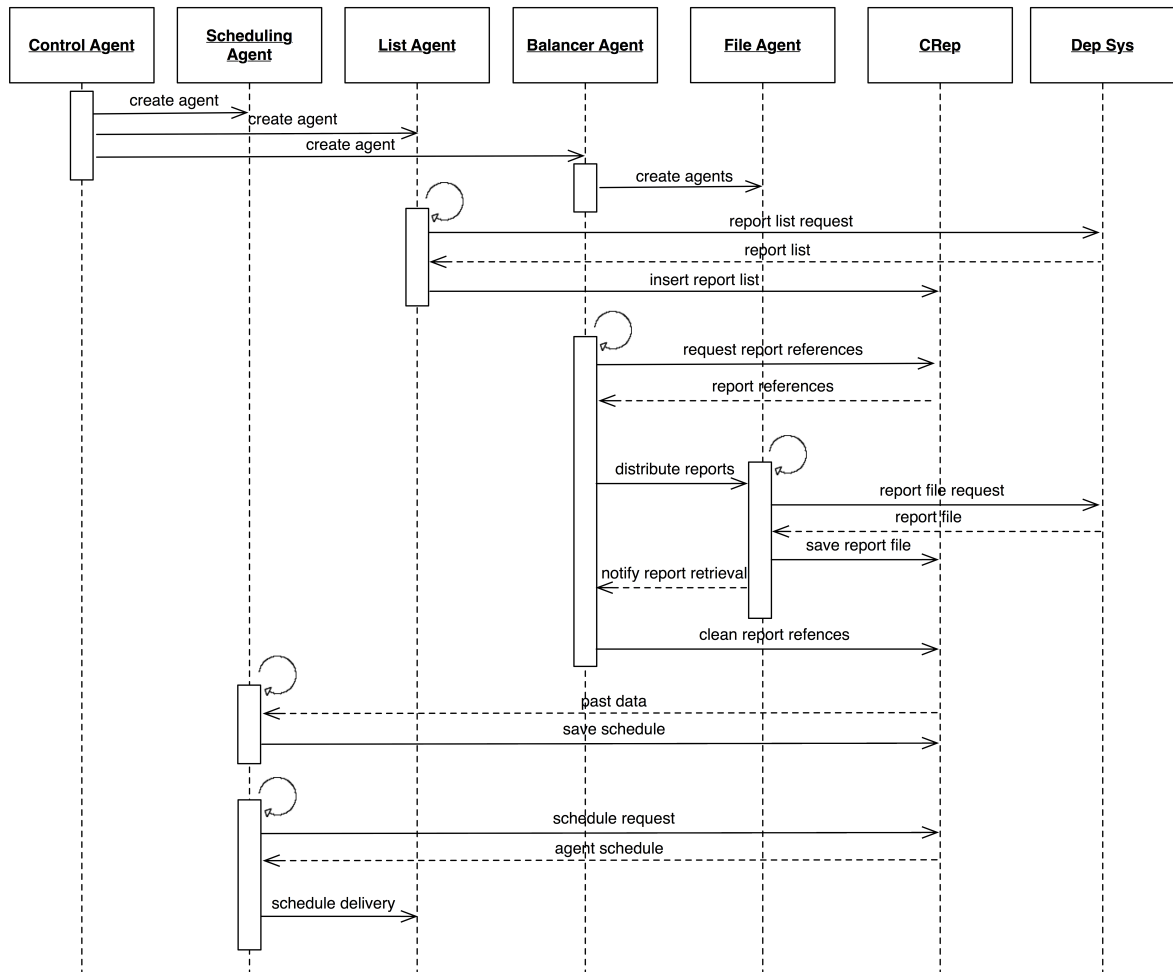 Control Agent
Scheduling
Agent
List Agent
Balancer Agent
File Agent
CRep
Dep Sys
create agent
create agent
create agent
create agents
report list request
report list
insert report list
request report references
report references
distribute reports
report file request
report file
save report file
notify report retrieval
clean report refences
past data
save schedule
schedule request
agent schedule
schedule delivery